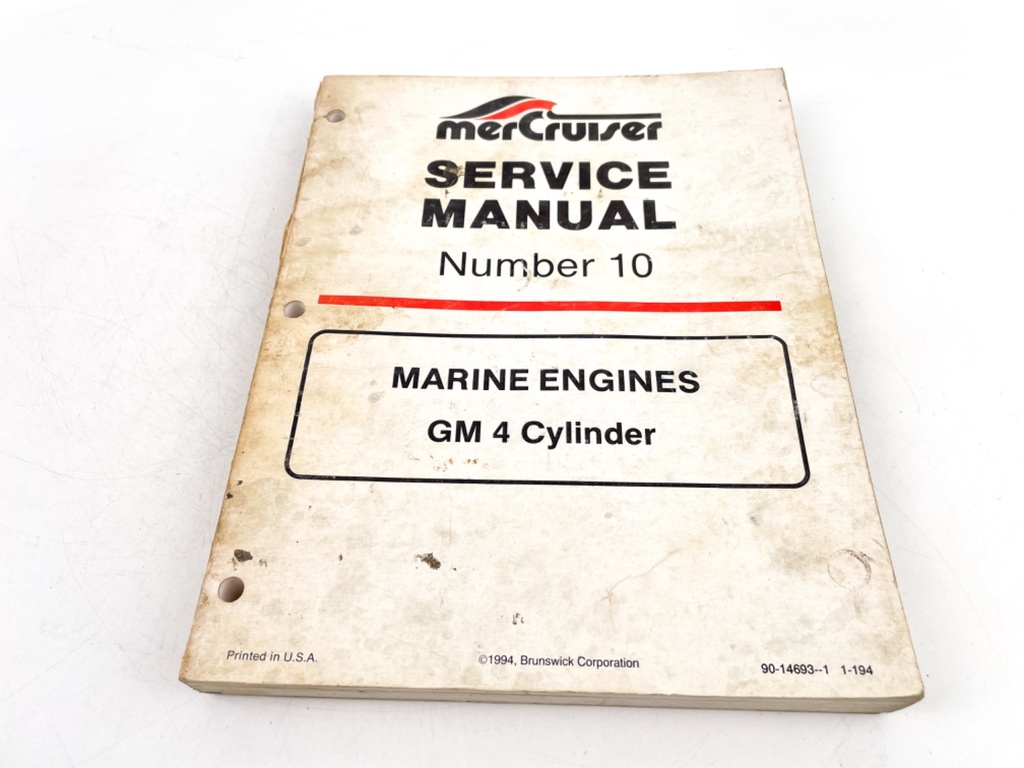 merCruiser
SERVICE
MANUAL
Number 10
MARINE ENGINES
GM 4 Cylinder
Printed in U.S.A.
©1994, Brunswick Corporation
90-14693--1 1-194